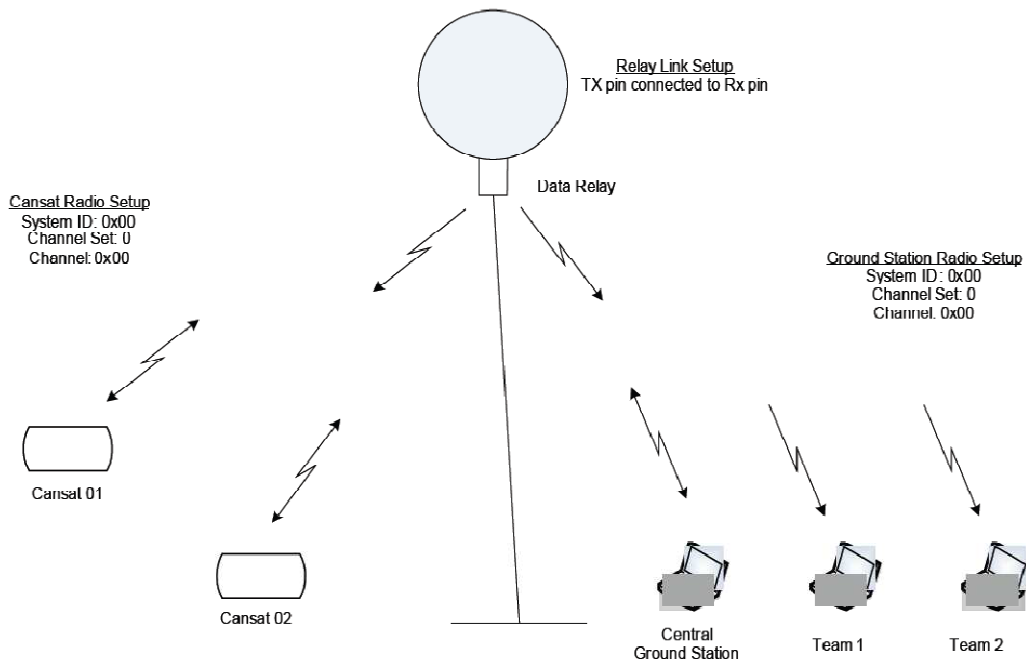 Relay Link Setup
TX pin connected to Rx pin
Data Relay
Cansat Radio Setup
System ID: 0x00
Channel Set: 0
Channel: 0x00
Ground Station Radio Setup
System ID: 0x00
Channel Set: 0
Channel: 0x00
Cansat 01
Cansat 02
Central
Ground Station
Team 1
Team 2